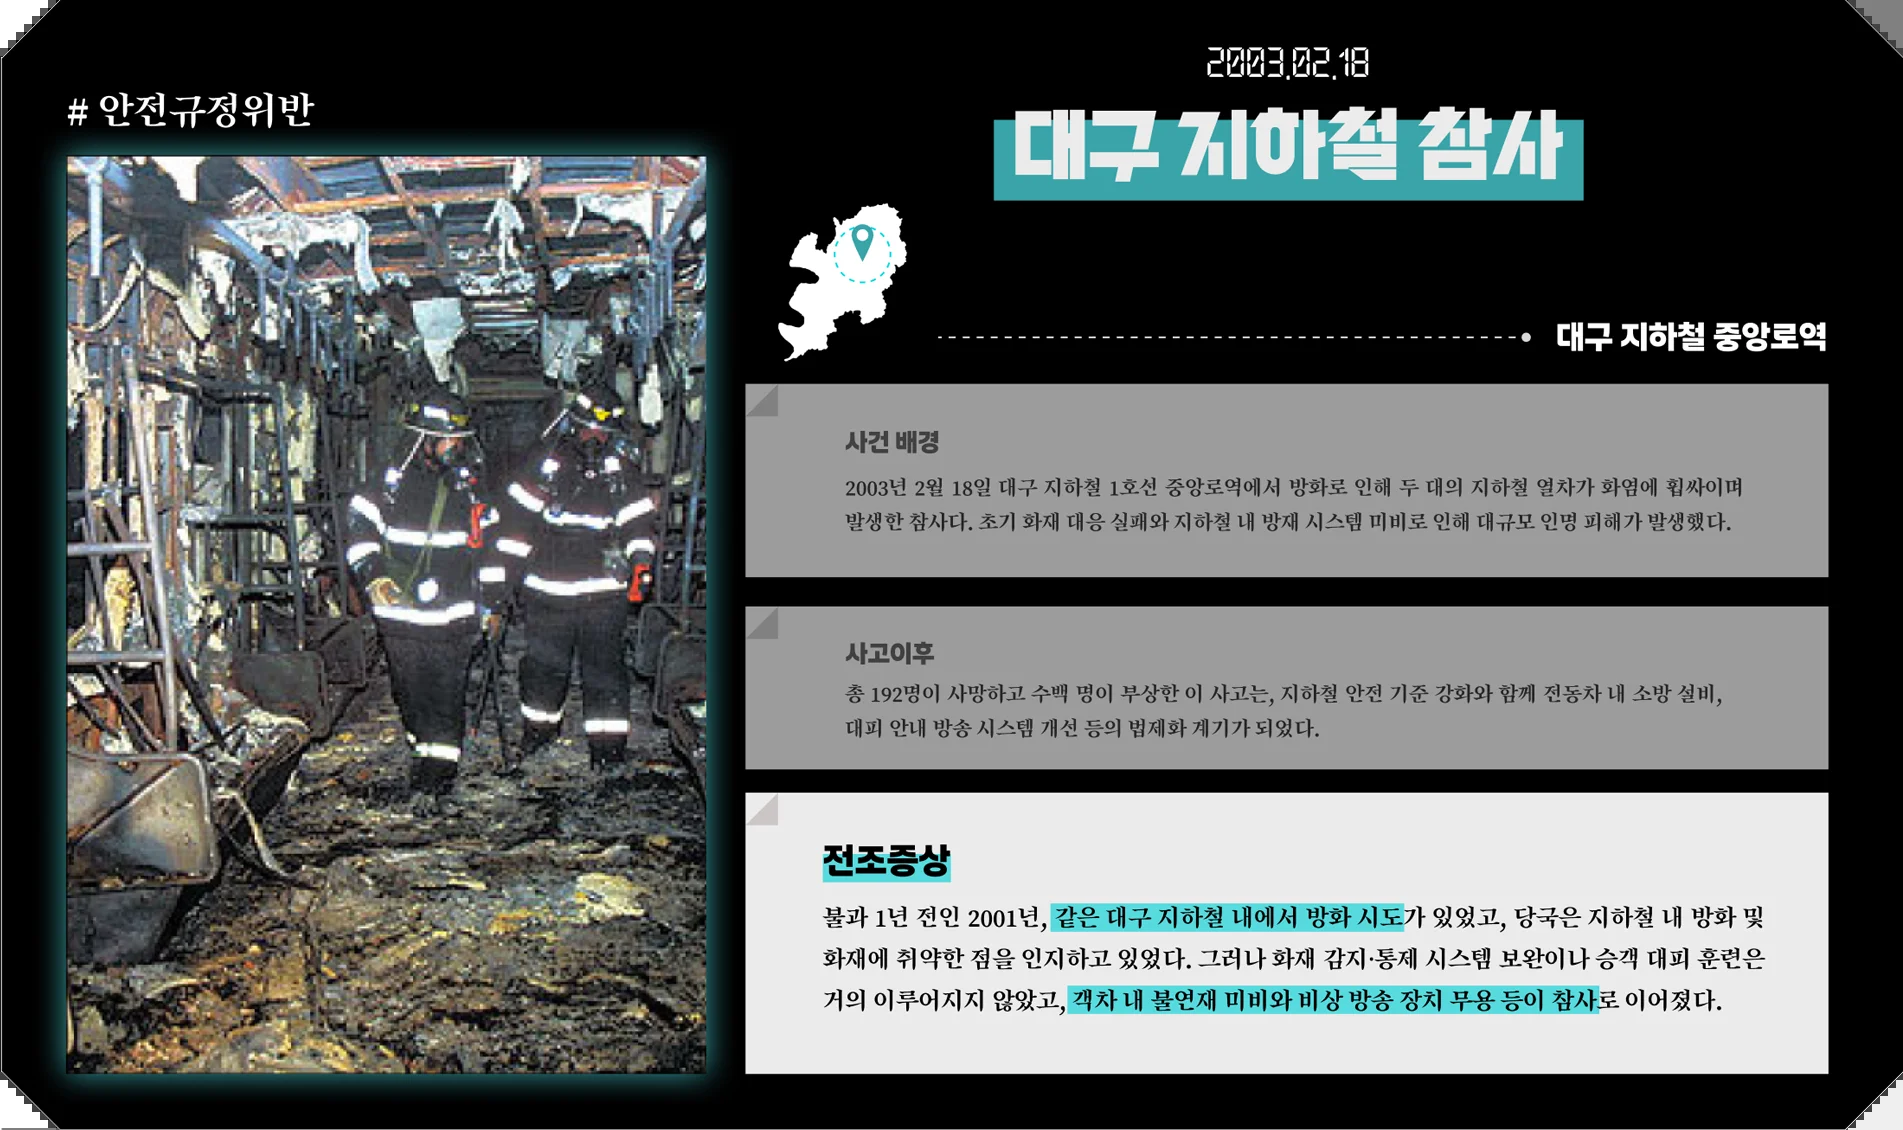 # 안전규정위반
2003.02.18
대구 지하철 참사
대구 지하철 중앙로역
사건 배경
2003년 2월 18일 대구 지하철 1호선 중앙로역에서 방화로 인해 두 대의 지하철 열차가 화염에 휩싸이며
발생한 참사다. 초기 화재 대응 실패와 지하철 내 방재 시스템 미비로 인해 대규모 인명 피해가 발생했다.
사고이후
총 192명이 사망하고 수백 명이 부상한 이 사고는, 지하철 안전 기준 강화와 함께 전동차 내 소방 설비,
대피 안내 방송 시스템 개선 등의 법제화 계기가 되었다.
전조증상
불과 1년 전인 2001년, 같은 대구 지하철 내에서 방화 시도가 있었고, 당국은 지하철 내 방화 및
화재에 취약한 점을 인지하고 있었다. 그러나 화재 감지·통제 시스템 보완이나 승객 대피 훈련은
거의 이루어지지 않았고, 객차 내 불연재 미비와 비상 방송 장치 무용 등이 참사로 이어졌다.